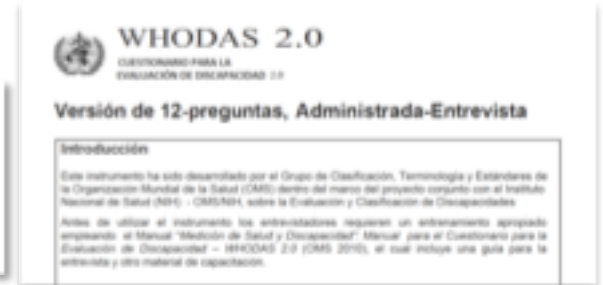 WHODAS 2.0
CUESTIONARIO PARA LA
EVALUACIÓN DE DISCAPACIDAD 2.0
Versión de 12-preguntas, Administrada-Entrevista
Introducción
Este instrumento ha sido desarrollado por el Grupo de Clasificación, Terminología y Estándares de
la Organización Mundial de la Salud (OMS) dentro del marco del proyecto conjunto con el Instituto
Nacional de Salud (NIH) - OMS/NIH, sobre la Evaluación y Clasificación de Discapacidades
Antes de utilizar el instrumento los entrevistadores requieren un entrenamiento apropiado
empleando el Manual "Medición de Salud y Discapacidad": Manual para el Cuestionario para la
Evaluación de Discapacidad – WHODAS 2.0 (OMS 2010), el cual incluye una guía para la
entrevista y otro material de capacitación.